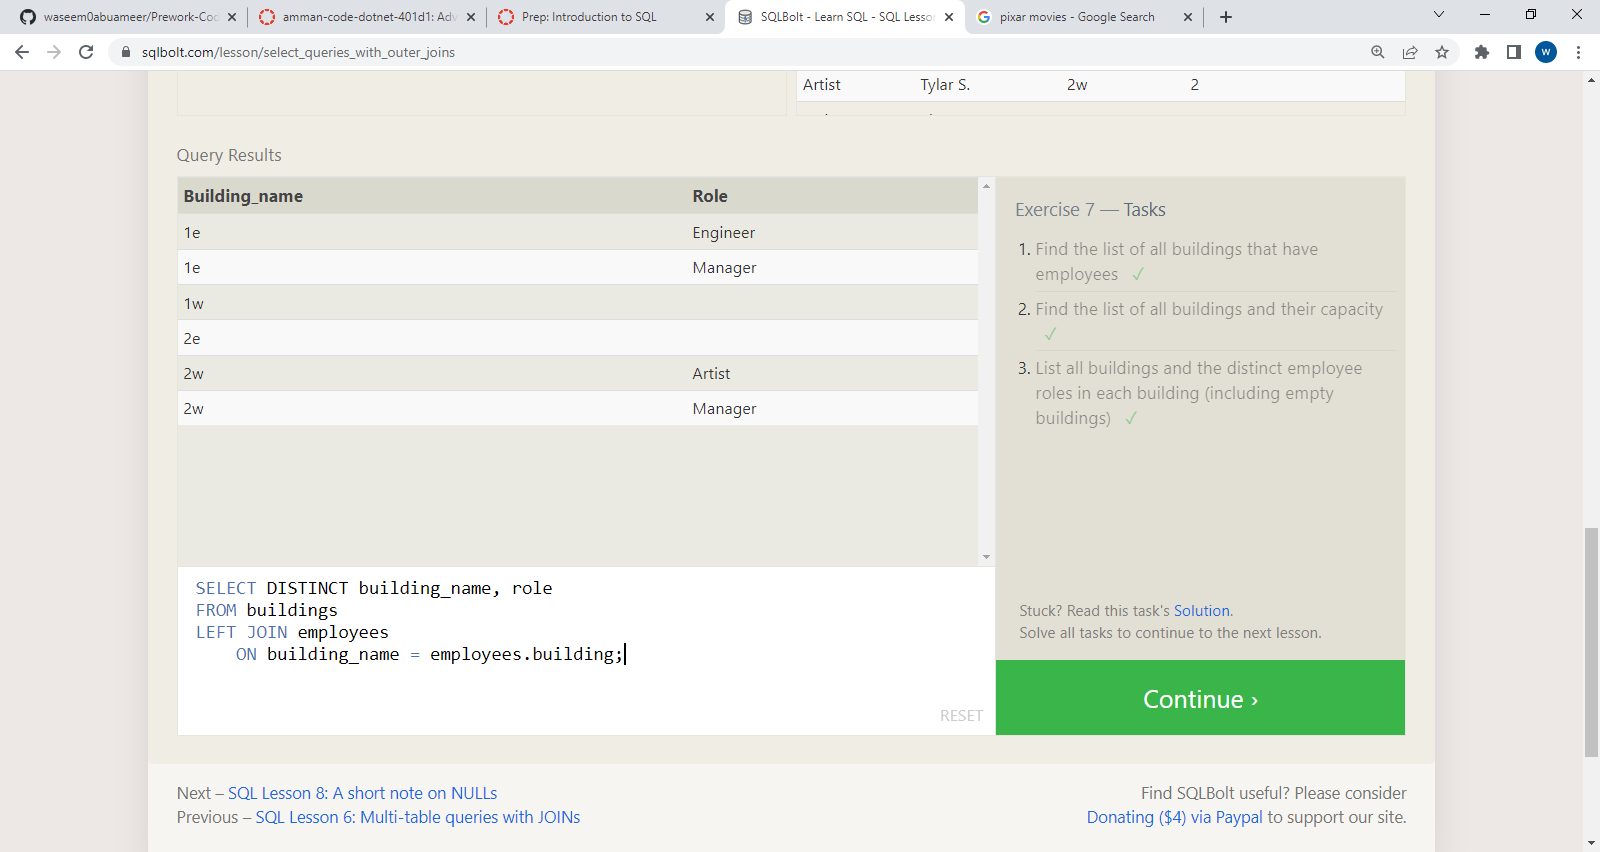 waseem0abuameer/Prework-Coo
amman-code-dotnet-401d1: Adv
Prep: Introduction to SQL
SQLBolt - Learn SQL - SQL Lesso
pixar movies - Google Search
sqlbolt.com/lesson/select_queries_with_outer_joins
W
Artist Tylar S. 2w 2
Query Results
Building_name Role
1e Engineer
1e Manager
1w
2e
2w Artist
2w Manager
Exercise 7 — Tasks
1. Find the list of all buildings that have
employees ✓
2. Find the list of all buildings and their capacity
✓
3. List all buildings and the distinct employee
roles in each building (including empty
buildings) ✓
Stuck? Read this task's Solution.
Solve all tasks to continue to the next lesson.
SELECT DISTINCT building_name, role
FROM buildings
LEFT JOIN employees
ON building_name = employees.building;
RESET
Continue ›
Next – SQL Lesson 8: A short note on NULLs
Previous – SQL Lesson 6: Multi-table queries with JOINs
Find SQLBolt useful? Please consider
Donating ($4) via Paypal to support our site.